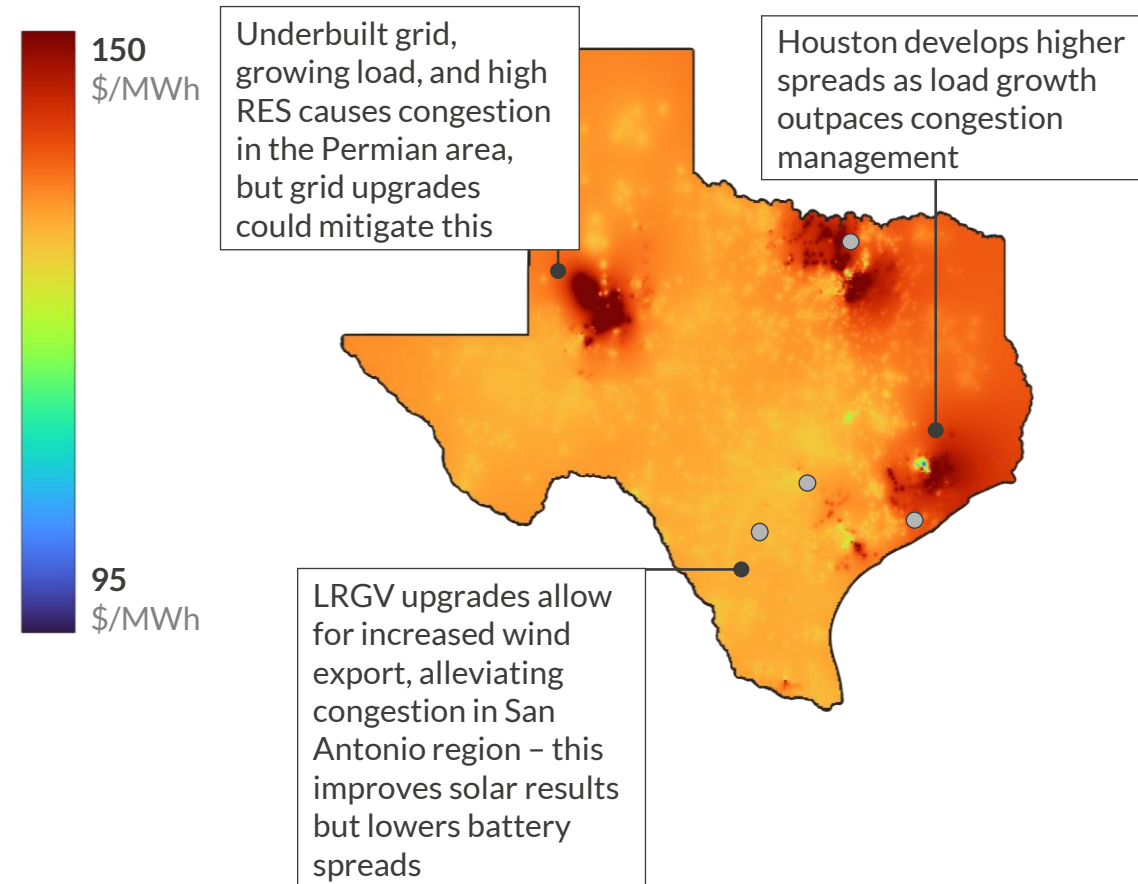 150
$/MWh
Underbuilt grid,
growing load, and high
RES causes congestion
in the Permian area,
but grid upgrades
could mitigate this
Houston develops higher
spreads as load growth
outpaces congestion
management
95
$/MWh
LRGV upgrades allow
for increased wind
export, alleviating
congestion in San
Antonio region – this
improves solar results
but lowers battery
spreads